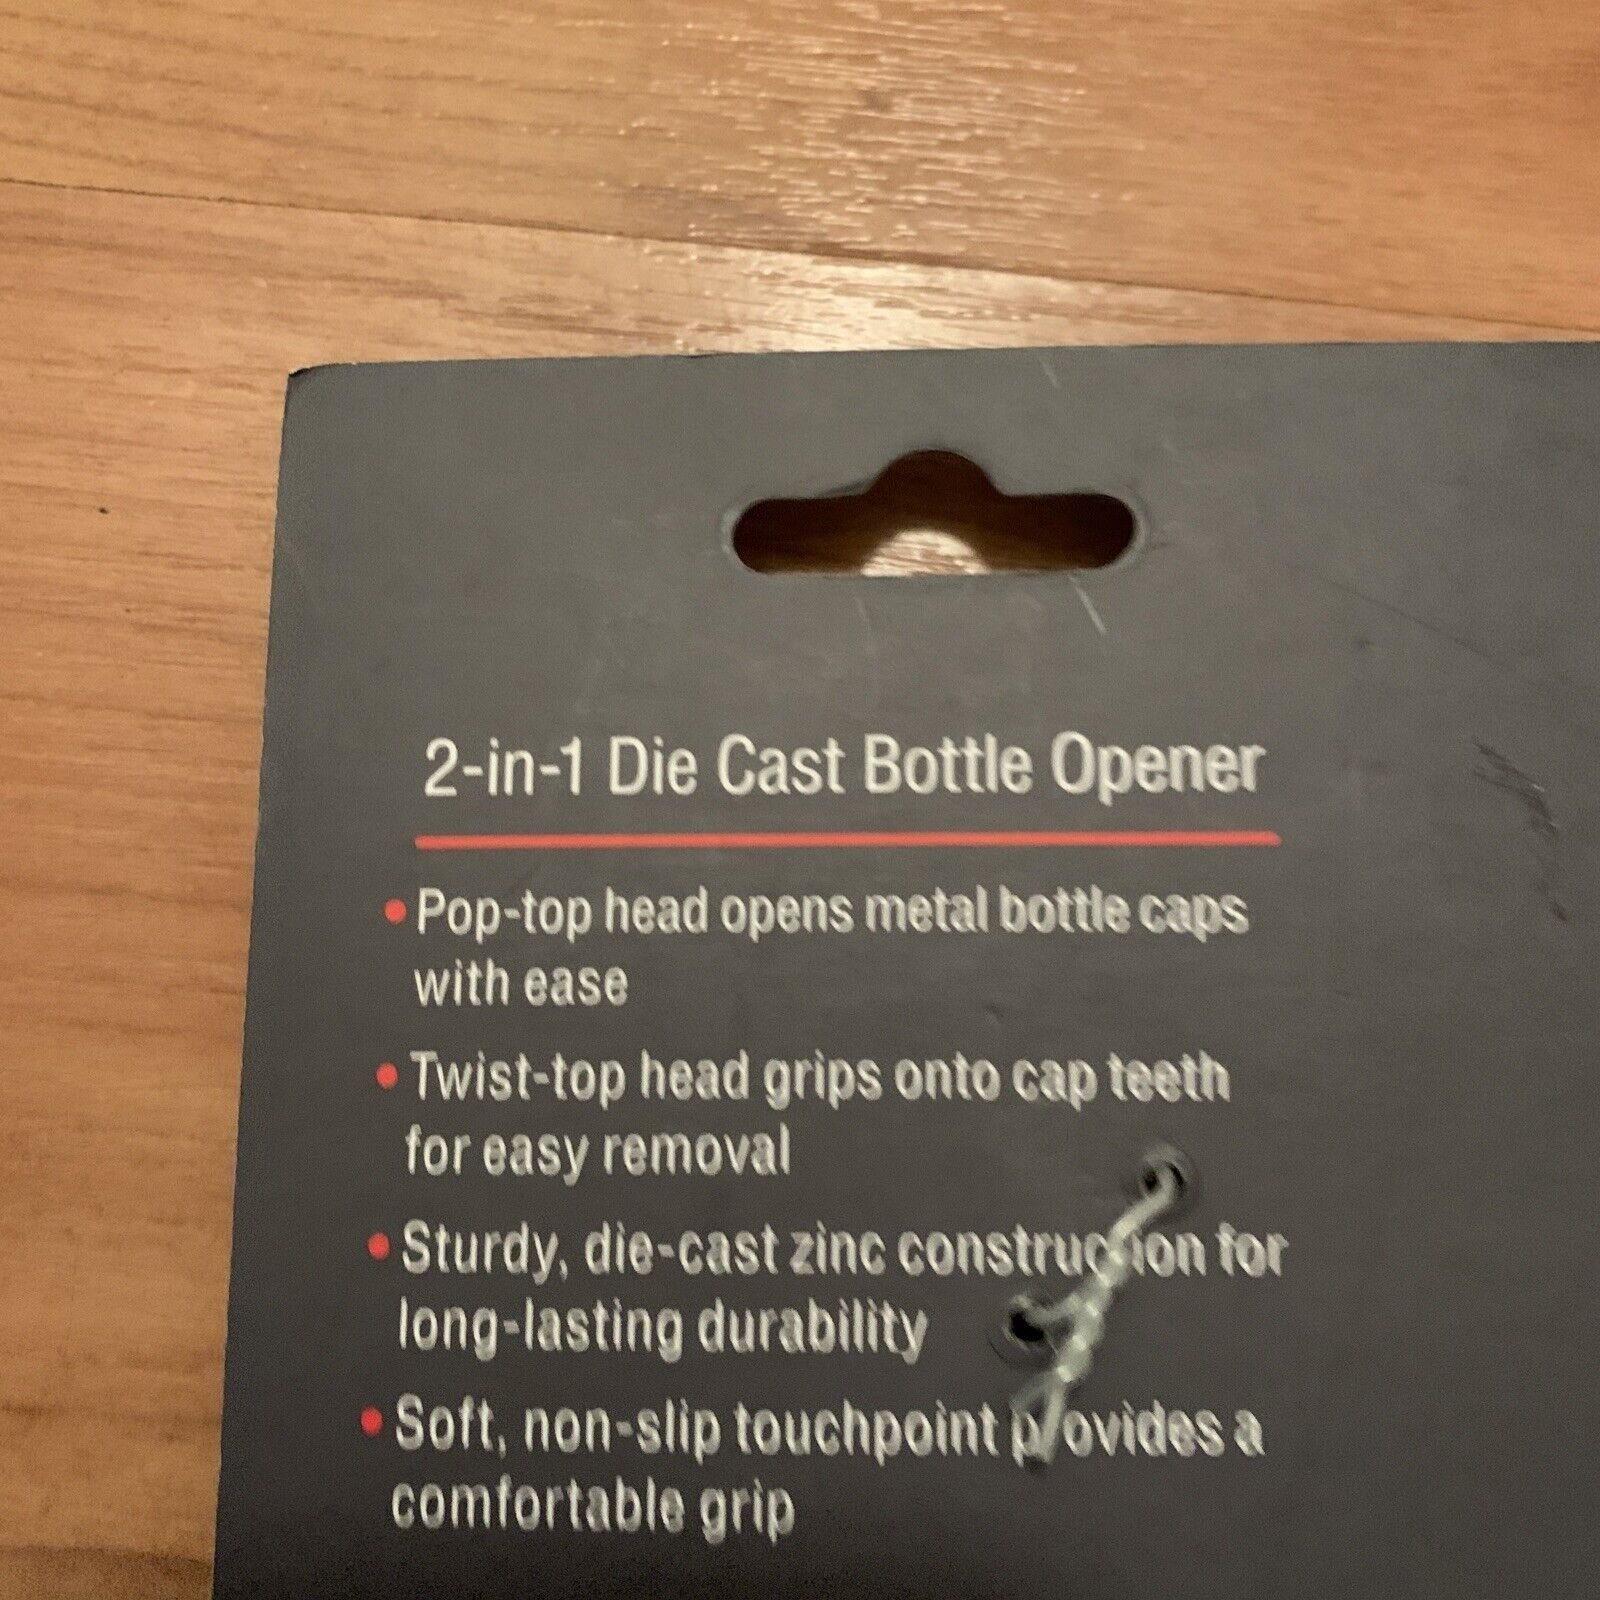 2-in-1 Die Cast Bottle Opener
• Pop-top head opens metal bottle caps
with ease
• Twist-top head grips onto cap teeth
for easy removal
• Sturdy, die-cast zinc construction for
long-lasting durability
• Soft, non-slip touchpoint provides a
comfortable grip